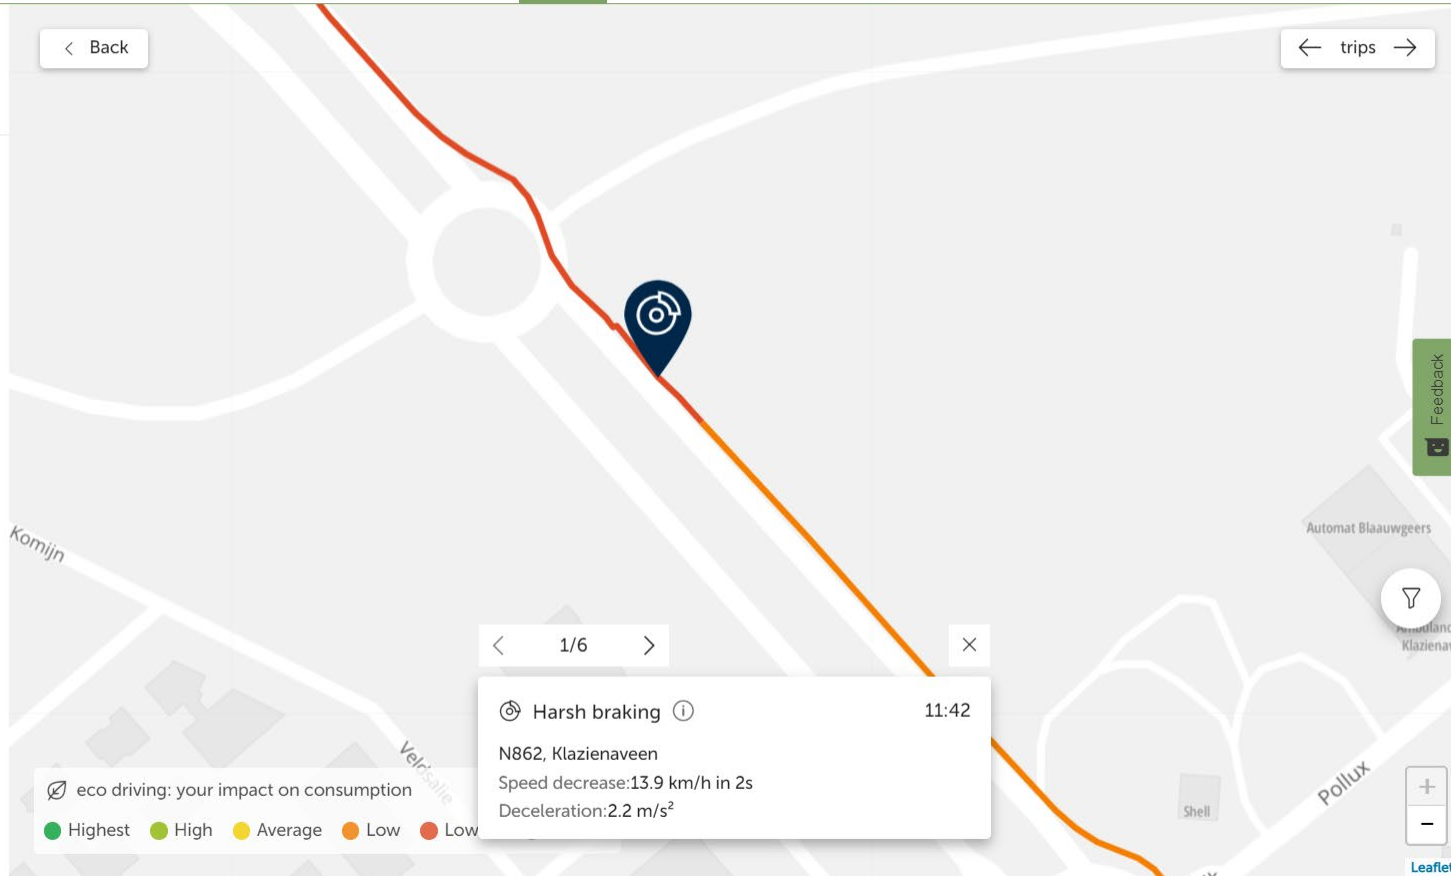 Back
trips
Feedback
Komijn
Automat Blaauwgeers
Klaziena
1/6
Harsh braking
11:42
N862, Klazienaveen
Speed decrease:13.9 km/h in 2s
Deceleration:2.2 m/s²
Veldsalie
eco driving: your impact on consumption
Highest
High
Average
Low
Low
Pollux
Shell
+
−
Leaflet